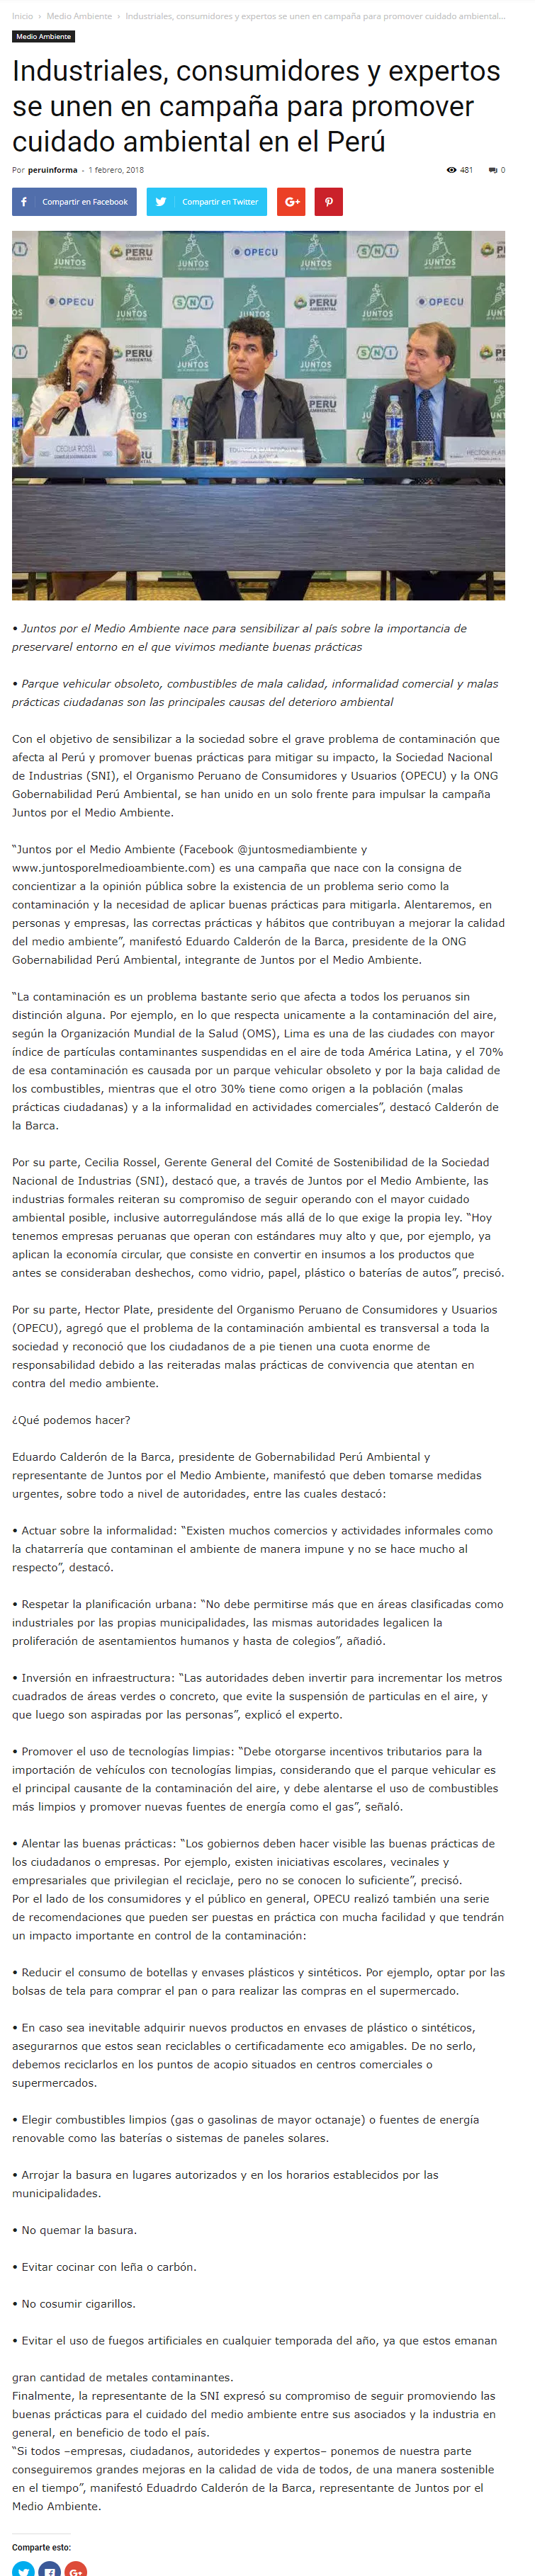 Inicio › Medio Ambiente › Industriales, consumidores y expertos se unen en campaña para promover cuidado ambiental...
Medio Ambiente
Industriales, consumidores y expertos
se unen en campaña para promover
cuidado ambiental en el Perú
Por peruinforma - 1 febrero, 2018 481 0
Compartir en Facebook Compartir en Twitter
JUNTOS PERU AMBIENTAL OPECU JUNTOS SNI JUNTOS
OPECU JUNTOS SNI JUNTOS PERU AMBIENTAL JUNTOS OPECU
CECILIA ROSELL
LA BARCA
HECTOR PLATE
• Juntos por el Medio Ambiente nace para sensibilizar al país sobre la importancia de
preservarel entorno en el que vivimos mediante buenas prácticas
• Parque vehicular obsoleto, combustibles de mala calidad, informalidad comercial y malas
prácticas ciudadanas son las principales causas del deterioro ambiental
Con el objetivo de sensibilizar a la sociedad sobre el grave problema de contaminación que
afecta al Perú y promover buenas prácticas para mitigar su impacto, la Sociedad Nacional
de Industrias (SNI), el Organismo Peruano de Consumidores y Usuarios (OPECU) y la ONG
Gobernabilidad Perú Ambiental, se han unido en un solo frente para impulsar la campaña
Juntos por el Medio Ambiente.
“Juntos por el Medio Ambiente (Facebook @juntosmediambiente y
www.juntosporelmedioambiente.com) es una campaña que nace con la consigna de
concientizar a la opinión pública sobre la existencia de un problema serio como la
contaminación y la necesidad de aplicar buenas prácticas para mitigarla. Alentaremos, en
personas y empresas, las correctas prácticas y hábitos que contribuyan a mejorar la calidad
del medio ambiente”, manifestó Eduardo Calderón de la Barca, presidente de la ONG
Gobernabilidad Perú Ambiental, integrante de Juntos por el Medio Ambiente.
“La contaminación es un problema bastante serio que afecta a todos los peruanos sin
distinción alguna. Por ejemplo, en lo que respecta unicamente a la contaminación del aire,
según la Organización Mundial de la Salud (OMS), Lima es una de las ciudades con mayor
índice de partículas contaminantes suspendidas en el aire de toda América Latina, y el 70%
de esa contaminación es causada por un parque vehicular obsoleto y por la baja calidad de
los combustibles, mientras que el otro 30% tiene como origen a la población (malas
prácticas ciudadanas) y a la informalidad en actividades comerciales”, destacó Calderón de
la Barca.
Por su parte, Cecilia Rossel, Gerente General del Comité de Sostenibilidad de la Sociedad
Nacional de Industrias (SNI), destacó que, a través de Juntos por el Medio Ambiente, las
industrias formales reiteran su compromiso de seguir operando con el mayor cuidado
ambiental posible, inclusive autorregulándose más allá de lo que exige la propia ley. “Hoy
tenemos empresas peruanas que operan con estándares muy alto y que, por ejemplo, ya
aplican la economía circular, que consiste en convertir en insumos a los productos que
antes se consideraban deshechos, como vidrio, papel, plástico o baterías de autos”, precisó.
Por su parte, Hector Plate, presidente del Organismo Peruano de Consumidores y Usuarios
(OPECU), agregó que el problema de la contaminación ambiental es transversal a toda la
sociedad y reconoció que los ciudadanos de a pie tienen una cuota enorme de
responsabilidad debido a las reiteradas malas prácticas de convivencia que atentan en
contra del medio ambiente.
¿Qué podemos hacer?
Eduardo Calderón de la Barca, presidente de Gobernabilidad Perú Ambiental y
representante de Juntos por el Medio Ambiente, manifestó que deben tomarse medidas
urgentes, sobre todo a nivel de autoridades, entre las cuales destacó:
• Actuar sobre la informalidad: “Existen muchos comercios y actividades informales como
la chatarrería que contaminan el ambiente de manera impune y no se hace mucho al
respecto”, destacó.
• Respetar la planificación urbana: “No debe permitirse más que en áreas clasificadas como
industriales por las propias municipalidades, las mismas autoridades legalicen la
proliferación de asentamientos humanos y hasta de colegios”, añadió.
• Inversión en infraestructura: “Las autoridades deben invertir para incrementar los metros
cuadrados de áreas verdes o concreto, que evite la suspensión de particulas en el aire, y
que luego son aspiradas por las personas”, explicó el experto.
• Promover el uso de tecnologías limpias: “Debe otorgarse incentivos tributarios para la
importación de vehículos con tecnologías limpias, considerando que el parque vehicular es
el principal causante de la contaminación del aire, y debe alentarse el uso de combustibles
más limpios y promover nuevas fuentes de energía como el gas”, señaló.
• Alentar las buenas prácticas: “Los gobiernos deben hacer visible las buenas prácticas de
los ciudadanos o empresas. Por ejemplo, existen iniciativas escolares, vecinales y
empresariales que privilegian el reciclaje, pero no se conocen lo suficiente”, precisó.
Por el lado de los consumidores y el público en general, OPECU realizó también una serie
de recomendaciones que pueden ser puestas en práctica con mucha facilidad y que tendrán
un impacto importante en control de la contaminación:
• Reducir el consumo de botellas y envases plásticos y sintéticos. Por ejemplo, optar por las
bolsas de tela para comprar el pan o para realizar las compras en el supermercado.
• En caso sea inevitable adquirir nuevos productos en envases de plástico o sintéticos,
asegurarnos que estos sean reciclables o certificadamente eco amigables. De no serlo,
debemos reciclarlos en los puntos de acopio situados en centros comerciales o
supermercados.
• Elegir combustibles limpios (gas o gasolinas de mayor octanaje) o fuentes de energía
renovable como las baterías o sistemas de paneles solares.
• Arrojar la basura en lugares autorizados y en los horarios establecidos por las
municipalidades.
• No quemar la basura.
• Evitar cocinar con leña o carbón.
• No cosumir cigarillos.
• Evitar el uso de fuegos artificiales en cualquier temporada del año, ya que estos emanan
gran cantidad de metales contaminantes.
Finalmente, la representante de la SNI expresó su compromiso de seguir promoviendo las
buenas prácticas para el cuidado del medio ambiente entre sus asociados y la industria en
general, en beneficio de todo el país.
“Si todos –empresas, ciudadanos, autoridedes y expertos– ponemos de nuestra parte
conseguiremos grandes mejoras en la calidad de vida de todos, de una manera sostenible
en el tiempo”, manifestó Eduadrdo Calderón de la Barca, representante de Juntos por el
Medio Ambiente.
Comparte esto: